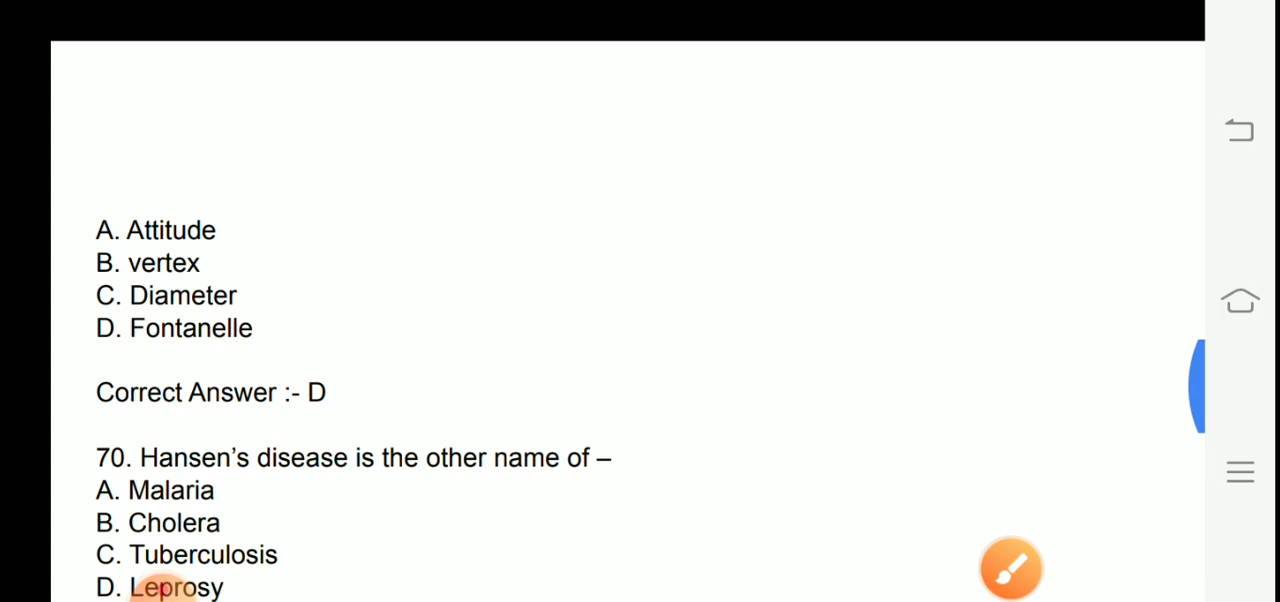 A. Attitude
B. vertex
C. Diameter
D. Fontanelle
Correct Answer :- D
70. Hansen’s disease is the other name of –
A. Malaria
B. Cholera
C. Tuberculosis
D. Leprosy